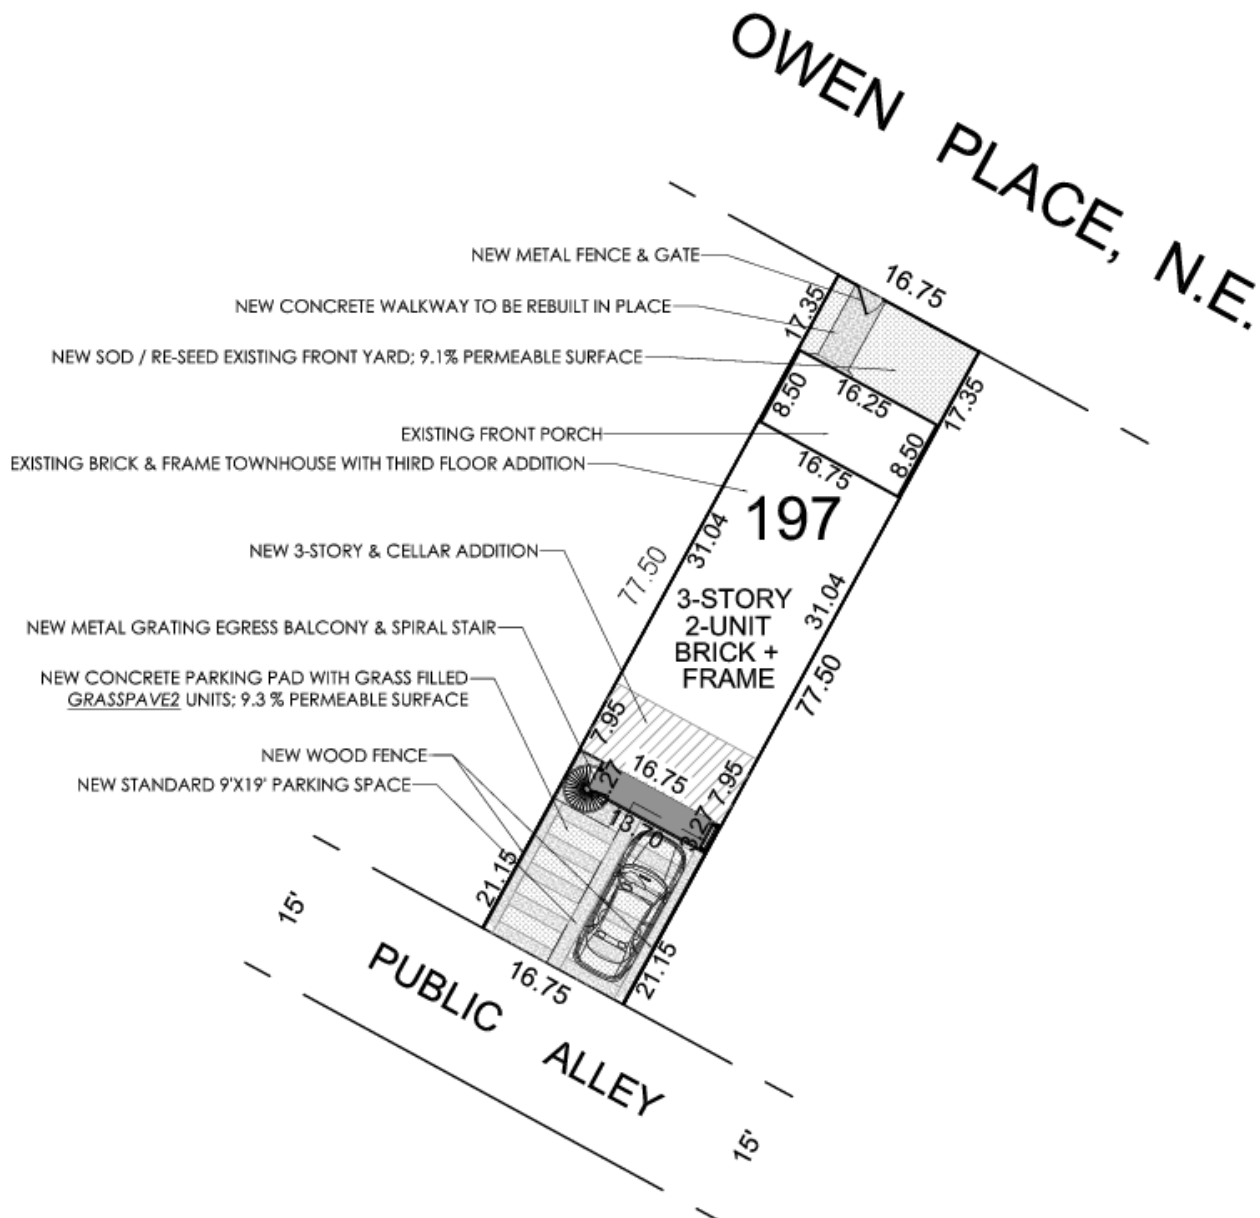 OWEN PLACE, N.E.
NEW METAL FENCE & GATE
16.75
17.35
NEW CONCRETE WALKWAY TO BE REBUILT IN PLACE
NEW SOD / RE-SEED EXISTING FRONT YARD; 9.1% PERMEABLE SURFACE
8.50
16.25
17.35
EXISTING FRONT PORCH
8.50
EXISTING BRICK & FRAME TOWNHOUSE WITH THIRD FLOOR ADDITION
16.75
197
31.04
NEW 3-STORY & CELLAR ADDITION
77.50
31.04
3-STORY
2-UNIT
BRICK +
FRAME
NEW METAL GRATING EGRESS BALCONY & SPIRAL STAIR
77.50
NEW CONCRETE PARKING PAD WITH GRASS FILLED
GRASSPAVE2 UNITS; 9.3 % PERMEABLE SURFACE
7.95
NEW WOOD FENCE
16.75
7.95
NEW STANDARD 9'X19' PARKING SPACE
13.70
3.27
21.15
15'
21.15
16.75
PUBLIC ALLEY
15'